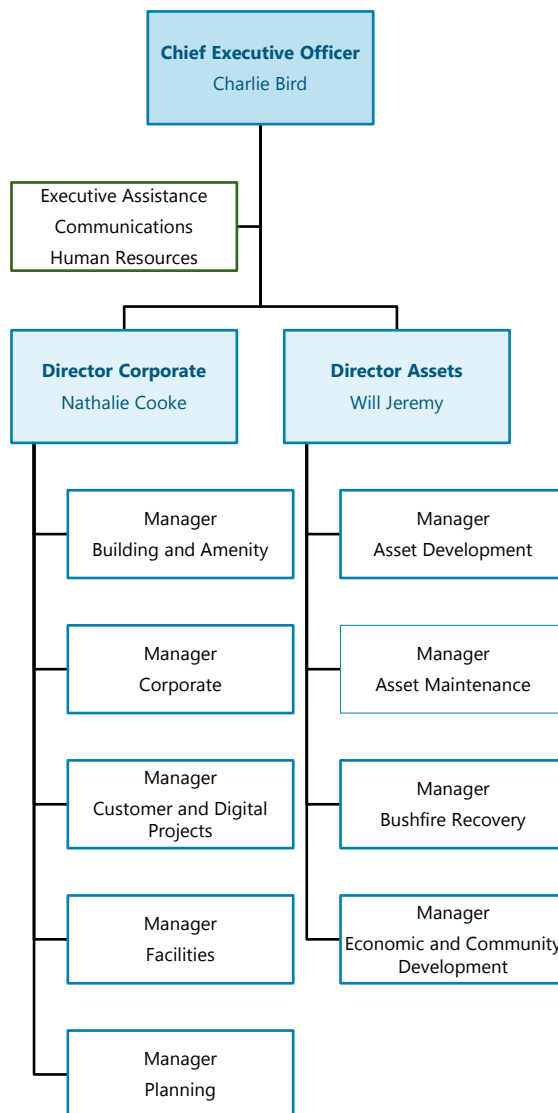 Chief Executive Officer
Charlie Bird
Executive Assistance
Communications
Human Resources
Director Corporate
Nathalie Cooke
Director Assets
Will Jeremy
Manager
Building and Amenity
Manager
Corporate
Manager
Customer and Digital
Projects
Manager
Facilities
Manager
Planning
Manager
Asset Development
Manager
Asset Maintenance
Manager
Bushfire Recovery
Manager
Economic and Community
Development